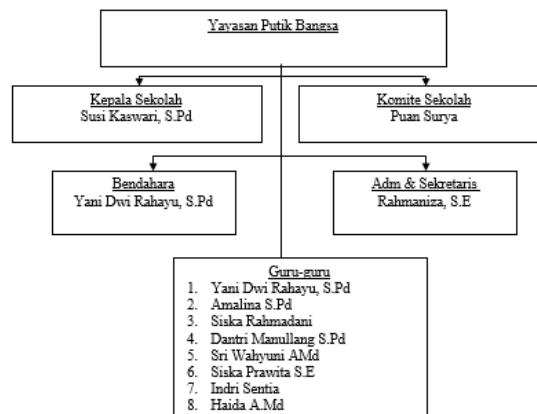 Yayasan Putik Bangsa
Kepala Sekolah
Susi Kaswari, S.Pd
Komite Sekolah
Puan Surya
Bendahara
Yani Dwi Rahayu, S.Pd
Adm & Sekretaris
Rahmaniza, S.E
Guru-guru
1. Yani Dwi Rahayu, S.Pd
2. Amalina S.Pd
3. Siska Rahmadani
4. Dantri Manullang S.Pd
5. Sri Wahyuni AMd
6. Siska Prawita S.E
7. Indri Sentia
8. Haida A.Md